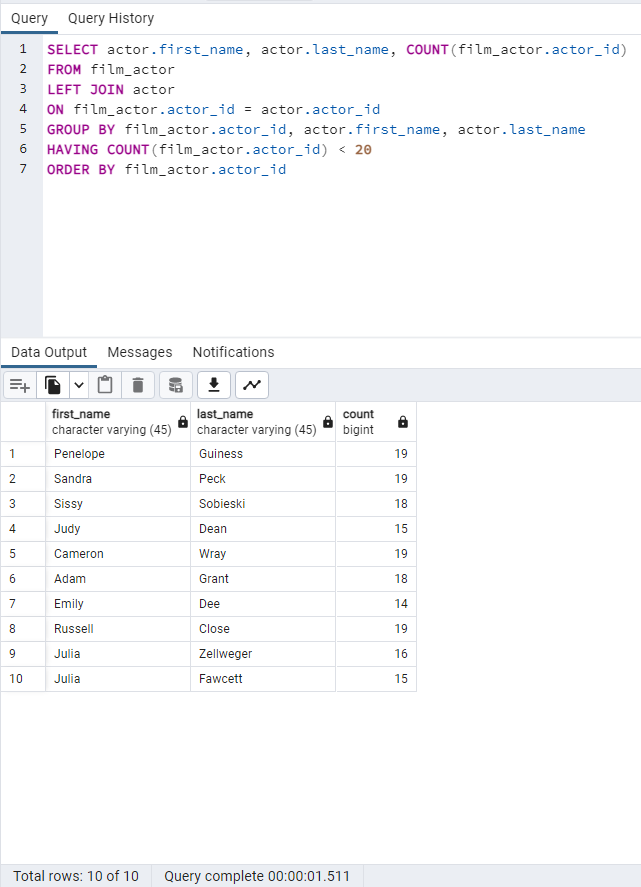 Query Query History
1 SELECT actor.first_name, actor.last_name, COUNT(film_actor.actor_id)
2 FROM film_actor
3 LEFT JOIN actor
4 ON film_actor.actor_id = actor.actor_id
5 GROUP BY film_actor.actor_id, actor.first_name, actor.last_name
6 HAVING COUNT(film_actor.actor_id) < 20
7 ORDER BY film_actor.actor_id
Data Output Messages Notifications
first_name last_name count
character varying (45) character varying (45) bigint
1 Penelope Guiness 19
2 Sandra Peck 19
3 Sissy Sobieski 18
4 Judy Dean 15
5 Cameron Wray 19
6 Adam Grant 18
7 Emily Dee 14
8 Russell Close 19
9 Julia Zellweger 16
10 Julia Fawcett 15
Total rows: 10 of 10 Query complete 00:00:01.511